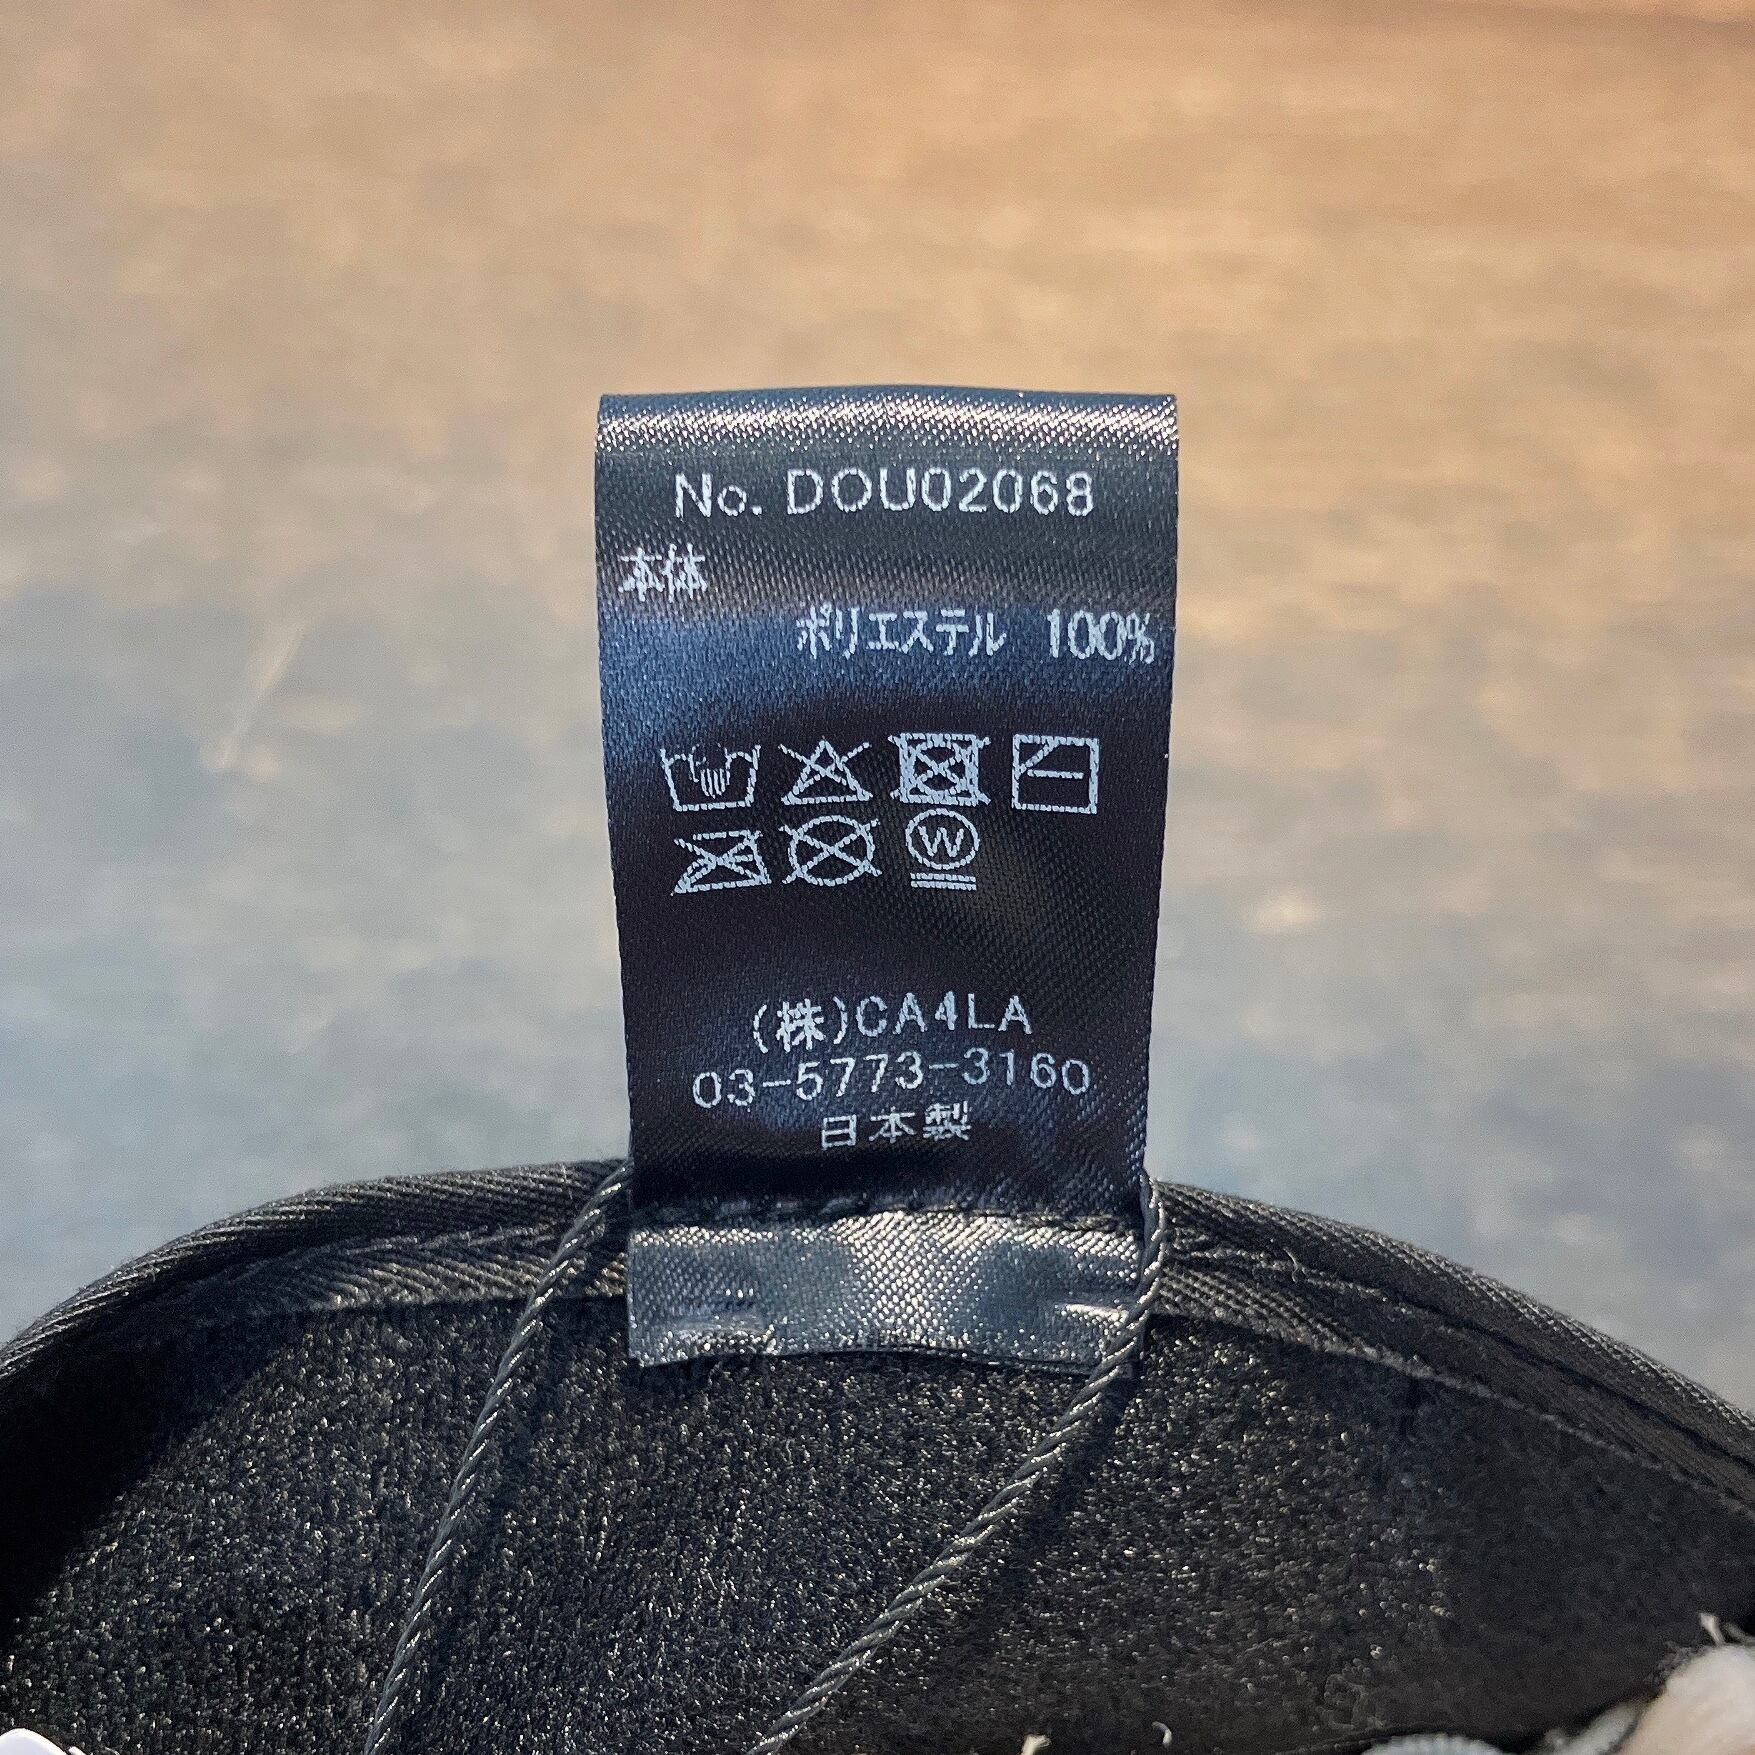 No. DOU02068
本体
ポリエステル 100%
W
(株)CA4LA
03-5773-3160
日本製